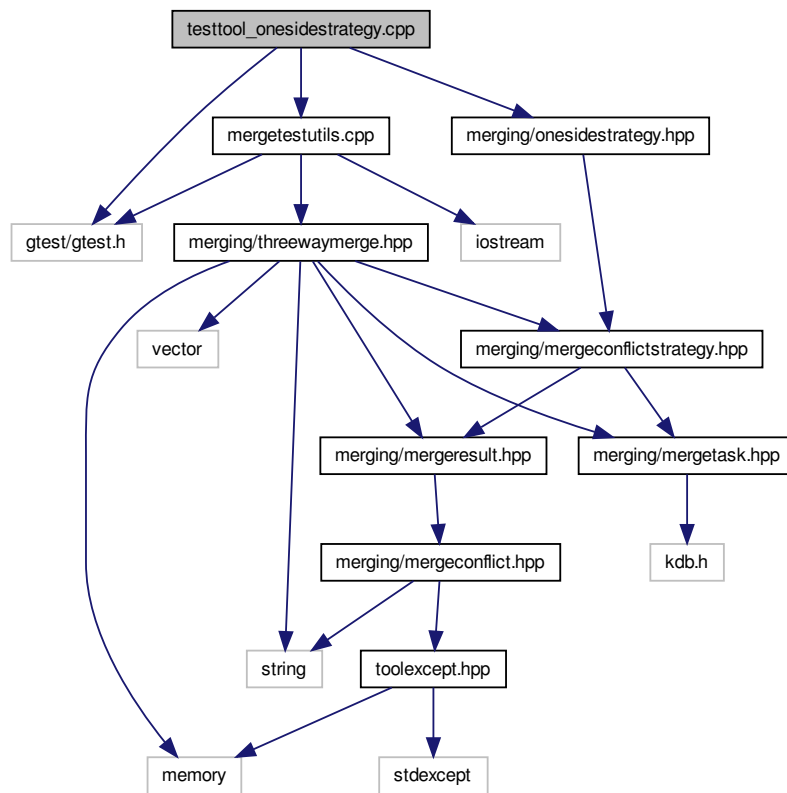 testtool_onesidestrategy.cpp
mergetestutils.cpp
merging/onesidestrategy.hpp
gtest/gtest.h
merging/threewaymerge.hpp
iostream
vector
merging/mergeconflictstrategy.hpp
merging/mergeresult.hpp
merging/mergetask.hpp
merging/mergeconflict.hpp
kdb.h
string
toolexcept.hpp
memory
stdexcept